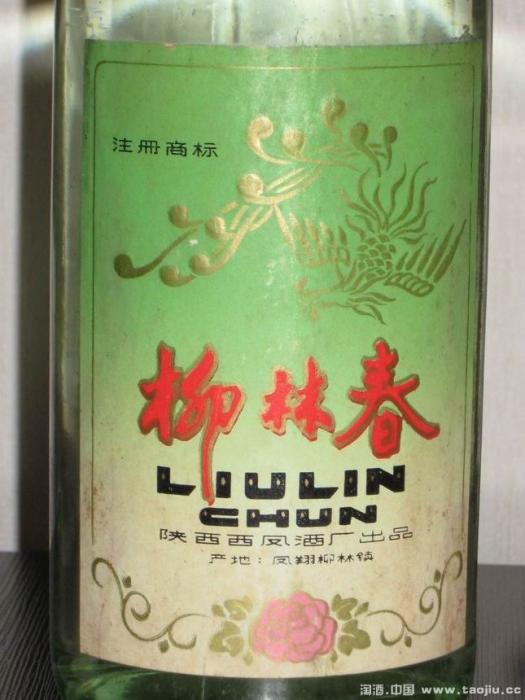 注册商标
柳林春
LIULIN
CHUN
陕西西凤酒厂出品
产地：凤翔柳林镇
淘酒.中国 www.taojiu.cc